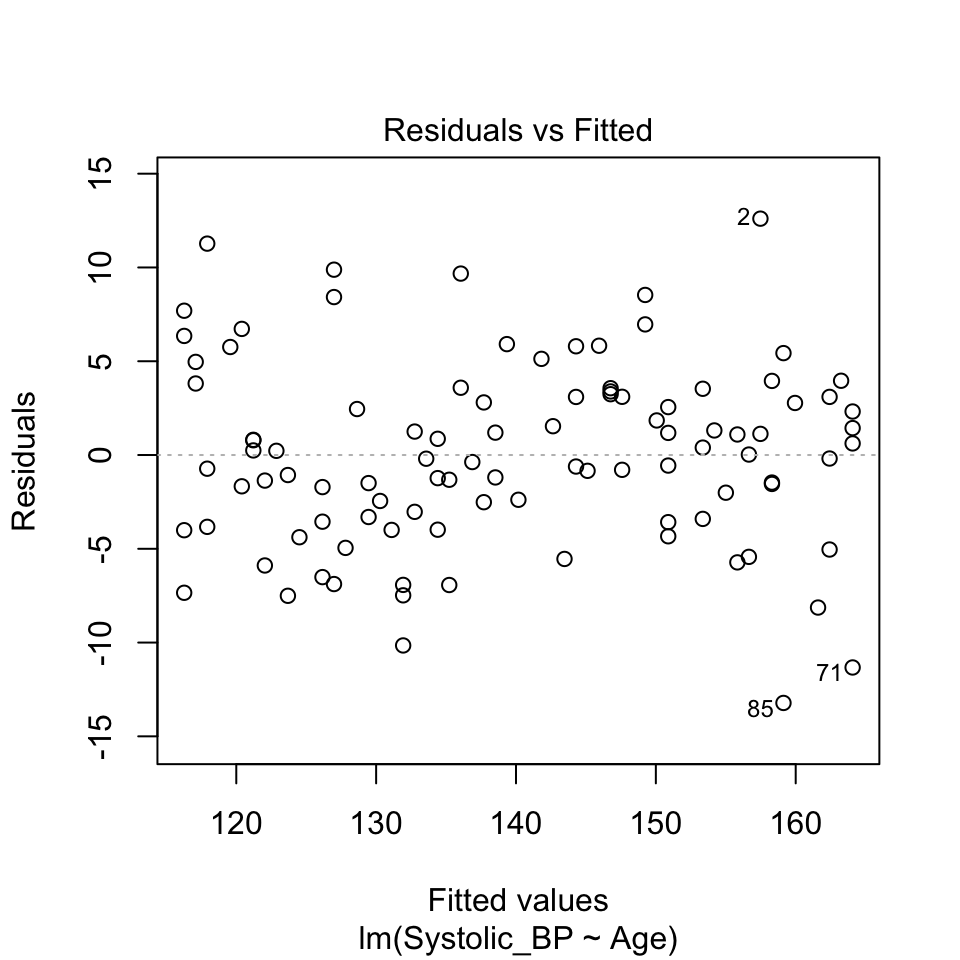 Residuals vs Fitted
15
10
5
0
-5
-10
-15
Residuals
2
71
85
120 130 140 150 160
Fitted values
lm(Systolic_BP ~ Age)